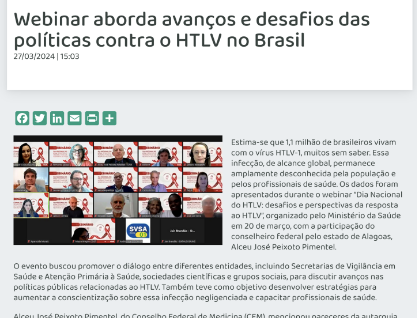 Webinar aborda avanços e desafios das
políticas contra o HTLV no Brasil
27/03/2024 | 15:03
SVSA
Estima-se que 1,1 milhão de brasileiros vivam
com o vírus HTLV-1, muitos sem saber. Essa
infecção, de alcance global, permanece
amplamente desconhecida pela população e
pelos profissionais de saúde. Os dados foram
apresentados durante o webinar "Dia Nacional
do HTLV: desafios e perspectivas da resposta
ao HTLV", organizado pelo Ministério da Saúde
em 20 de março, com a participação do
conselheiro federal pelo estado de Alagoas,
Alceu José Peixoto Pimentel.
O evento buscou promover o diálogo entre diferentes entidades, incluindo Secretarias de Vigilância em
Saúde e Atenção Primária à Saúde, sociedades científicas e grupos sociais, para discutir avanços nas
políticas públicas relacionadas ao HTLV. Também teve como objetivo desenvolver estratégias para
aumentar a conscientização sobre essa infecção negligenciada e capacitar profissionais de saúde.
Alceu José Peixoto Pimentel, do Conselho Federal de Medicina (CFM), mencionou pareceres da autarquia